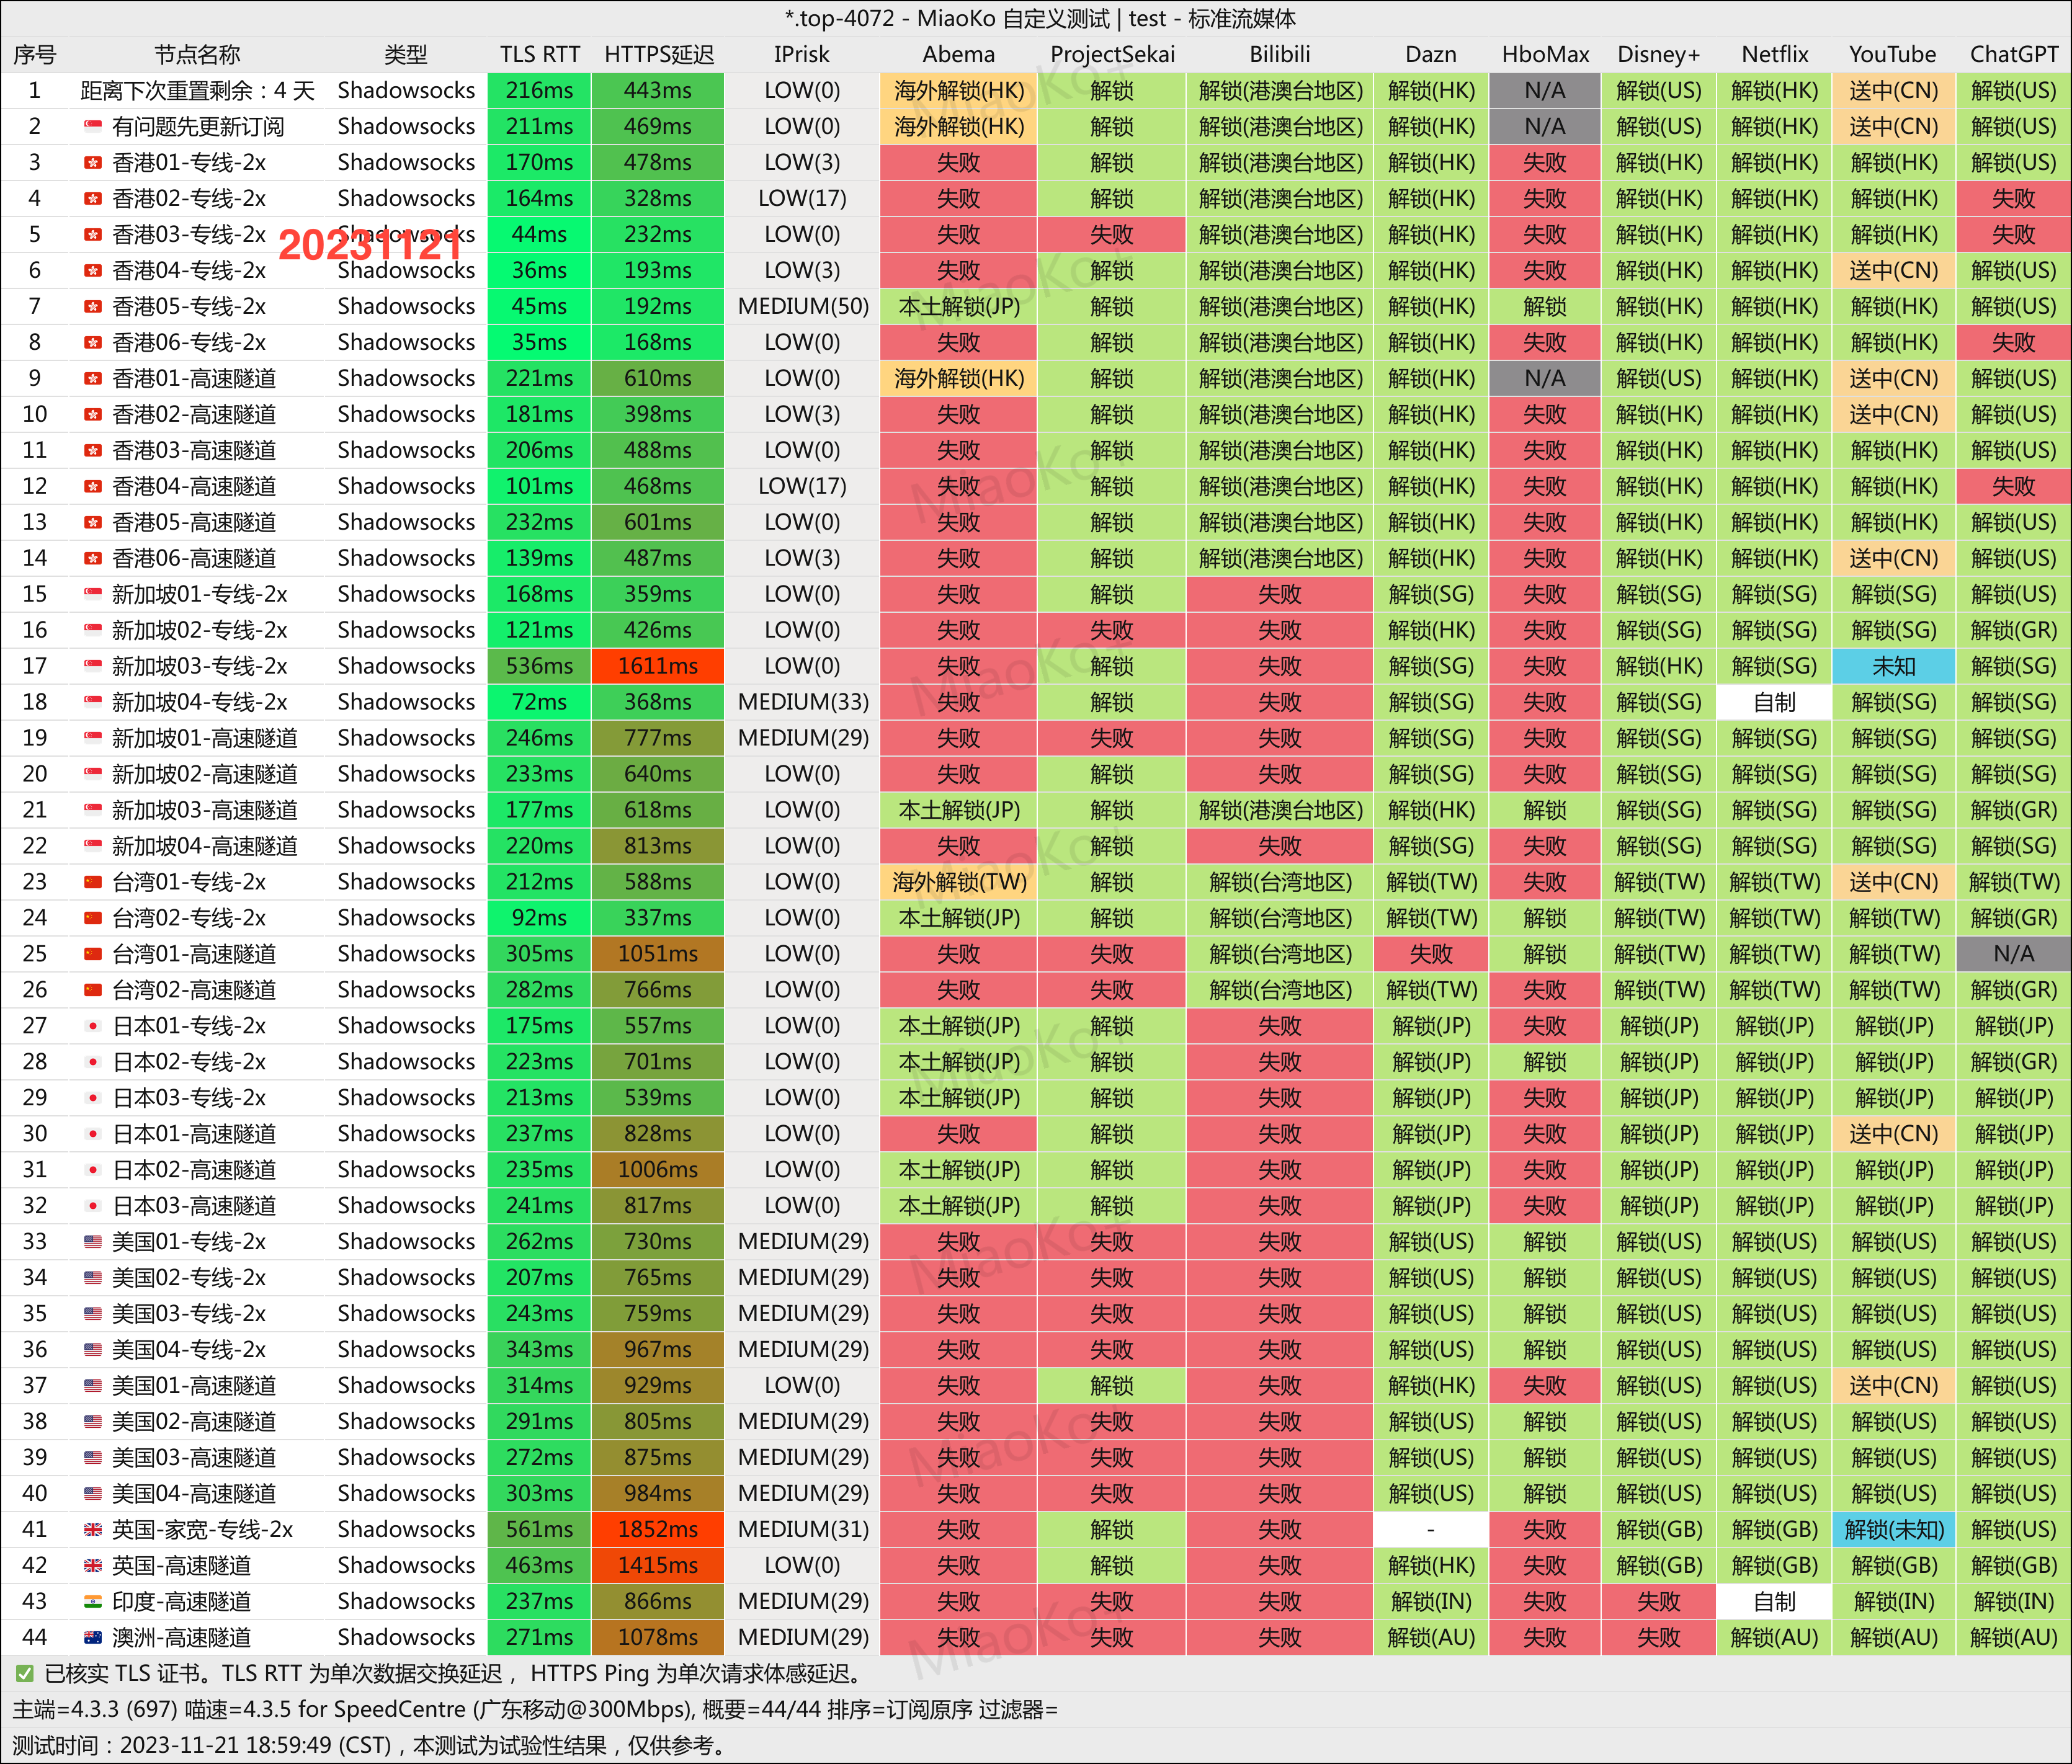 *.top-4072 - MiaoKo 自定义测试 | test - 标准流媒体
序号 节点名称 类型 TLS RTT HTTPS延迟 IPrisk Abema ProjectSekai Bilibili Dazn HboMax Disney+ Netflix YouTube ChatGPT
1 距离下次重置剩余：4 天 Shadowsocks 216ms 443ms LOW(0) 海外解锁(HK) 解锁 解锁(港澳台地区) 解锁(HK) N/A 解锁(US) 解锁(HK) 送中(CN) 解锁(US)
2 有问题先更新订阅 Shadowsocks 211ms 469ms LOW(0) 海外解锁(HK) 解锁 解锁(港澳台地区) 解锁(HK) N/A 解锁(US) 解锁(HK) 送中(CN) 解锁(US)
3 香港01-专线-2x Shadowsocks 170ms 478ms LOW(3) 失败 解锁 解锁(港澳台地区) 解锁(HK) 失败 解锁(HK) 解锁(HK) 解锁(HK) 解锁(US)
4 香港02-专线-2x Shadowsocks 164ms 328ms LOW(17) 失败 解锁 解锁(港澳台地区) 解锁(HK) 失败 解锁(HK) 解锁(HK) 解锁(HK) 失败
5 香港03-专线-2x Shadowsocks 44ms 232ms LOW(0) 失败 失败 解锁(港澳台地区) 解锁(HK) 失败 解锁(HK) 解锁(HK) 解锁(HK) 失败
20231121
6 香港04-专线-2x Shadowsocks 36ms 193ms LOW(3) 失败 解锁 解锁(港澳台地区) 解锁(HK) 失败 解锁(HK) 解锁(HK) 送中(CN) 解锁(US)
7 香港05-专线-2x Shadowsocks 45ms 192ms MEDIUM(50) 本土解锁(JP) 解锁 解锁(港澳台地区) 解锁(HK) 解锁 解锁(HK) 解锁(HK) 解锁(HK) 解锁(US)
8 香港06-专线-2x Shadowsocks 35ms 168ms LOW(0) 失败 解锁 解锁(港澳台地区) 解锁(HK) 失败 解锁(HK) 解锁(HK) 解锁(HK) 失败
9 香港01-高速隧道 Shadowsocks 221ms 610ms LOW(0) 海外解锁(HK) 解锁 解锁(港澳台地区) 解锁(HK) N/A 解锁(US) 解锁(HK) 送中(CN) 解锁(US)
10 香港02-高速隧道 Shadowsocks 181ms 398ms LOW(3) 失败 解锁 解锁(港澳台地区) 解锁(HK) 失败 解锁(HK) 解锁(HK) 送中(CN) 解锁(US)
11 香港03-高速隧道 Shadowsocks 206ms 488ms LOW(0) 失败 解锁 解锁(港澳台地区) 解锁(HK) 失败 解锁(HK) 解锁(HK) 解锁(HK) 解锁(US)
12 香港04-高速隧道 Shadowsocks 101ms 468ms LOW(17) 失败 解锁 解锁(港澳台地区) 解锁(HK) 失败 解锁(HK) 解锁(HK) 解锁(HK) 失败
13 香港05-高速隧道 Shadowsocks 232ms 601ms LOW(0) 失败 解锁 解锁(港澳台地区) 解锁(HK) 失败 解锁(HK) 解锁(HK) 解锁(HK) 解锁(US)
14 香港06-高速隧道 Shadowsocks 139ms 487ms LOW(3) 失败 解锁 解锁(港澳台地区) 解锁(HK) 失败 解锁(HK) 解锁(HK) 送中(CN) 解锁(US)
15 新加坡01-专线-2x Shadowsocks 168ms 359ms LOW(0) 失败 解锁 失败 解锁(SG) 失败 解锁(SG) 解锁(SG) 解锁(SG) 解锁(US)
16 新加坡02-专线-2x Shadowsocks 121ms 426ms LOW(0) 失败 失败 失败 解锁(HK) 失败 解锁(SG) 解锁(SG) 解锁(SG) 解锁(GR)
17 新加坡03-专线-2x Shadowsocks 536ms 1611ms LOW(0) 失败 解锁 失败 解锁(SG) 失败 解锁(HK) 解锁(SG) 未知 解锁(SG)
18 新加坡04-专线-2x Shadowsocks 72ms 368ms MEDIUM(33) 失败 解锁 失败 解锁(SG) 失败 解锁(SG) 自制 解锁(SG) 解锁(SG)
19 新加坡01-高速隧道 Shadowsocks 246ms 777ms MEDIUM(29) 失败 失败 失败 解锁(SG) 失败 解锁(SG) 解锁(SG) 解锁(SG) 解锁(SG)
20 新加坡02-高速隧道 Shadowsocks 233ms 640ms LOW(0) 失败 解锁 失败 解锁(SG) 失败 解锁(SG) 解锁(SG) 解锁(SG) 解锁(SG)
21 新加坡03-高速隧道 Shadowsocks 177ms 618ms LOW(0) 本土解锁(JP) 解锁 解锁(港澳台地区) 解锁(HK) 解锁 解锁(SG) 解锁(SG) 解锁(SG) 解锁(GR)
22 新加坡04-高速隧道 Shadowsocks 220ms 813ms LOW(0) 失败 解锁 失败 解锁(SG) 失败 解锁(SG) 解锁(SG) 解锁(SG) 解锁(SG)
23 台湾01-专线-2x Shadowsocks 212ms 588ms LOW(0) 海外解锁(TW) 解锁 解锁(台湾地区) 解锁(TW) 失败 解锁(TW) 解锁(TW) 送中(CN) 解锁(TW)
24 台湾02-专线-2x Shadowsocks 92ms 337ms LOW(0) 本土解锁(JP) 解锁 解锁(台湾地区) 解锁(TW) 解锁 解锁(TW) 解锁(TW) 解锁(TW) 解锁(GR)
25 台湾01-高速隧道 Shadowsocks 305ms 1051ms LOW(0) 失败 失败 解锁(台湾地区) 失败 解锁 解锁(TW) 解锁(TW) 解锁(TW) N/A
26 台湾02-高速隧道 Shadowsocks 282ms 766ms LOW(0) 失败 失败 解锁(台湾地区) 解锁(TW) 失败 解锁(TW) 解锁(TW) 解锁(TW) 解锁(GR)
27 日本01-专线-2x Shadowsocks 175ms 557ms LOW(0) 本土解锁(JP) 解锁 失败 解锁(JP) 失败 解锁(JP) 解锁(JP) 解锁(JP) 解锁(JP)
28 日本02-专线-2x Shadowsocks 223ms 701ms LOW(0) 本土解锁(JP) 解锁 失败 解锁(JP) 解锁 解锁(JP) 解锁(JP) 解锁(JP) 解锁(GR)
29 日本03-专线-2x Shadowsocks 213ms 539ms LOW(0) 本土解锁(JP) 解锁 失败 解锁(JP) 失败 解锁(JP) 解锁(JP) 解锁(JP) 解锁(JP)
30 日本01-高速隧道 Shadowsocks 237ms 828ms LOW(0) 失败 解锁 失败 解锁(JP) 失败 解锁(JP) 解锁(JP) 送中(CN) 解锁(JP)
31 日本02-高速隧道 Shadowsocks 235ms 1006ms LOW(0) 本土解锁(JP) 解锁 失败 解锁(JP) 失败 解锁(JP) 解锁(JP) 解锁(JP) 解锁(JP)
32 日本03-高速隧道 Shadowsocks 241ms 817ms LOW(0) 本土解锁(JP) 解锁 失败 解锁(JP) 失败 解锁(JP) 解锁(JP) 解锁(JP) 解锁(JP)
33 美国01-专线-2x Shadowsocks 262ms 730ms MEDIUM(29) 失败 失败 失败 解锁(US) 解锁 解锁(US) 解锁(US) 解锁(US) 解锁(US)
34 美国02-专线-2x Shadowsocks 207ms 765ms MEDIUM(29) 失败 失败 失败 解锁(US) 解锁 解锁(US) 解锁(US) 解锁(US) 解锁(US)
35 美国03-专线-2x Shadowsocks 243ms 759ms MEDIUM(29) 失败 失败 失败 解锁(US) 解锁 解锁(US) 解锁(US) 解锁(US) 解锁(US)
36 美国04-专线-2x Shadowsocks 343ms 967ms MEDIUM(29) 失败 失败 失败 解锁(US) 解锁 解锁(US) 解锁(US) 解锁(US) 解锁(US)
37 美国01-高速隧道 Shadowsocks 314ms 929ms LOW(0) 失败 解锁 失败 解锁(HK) 失败 解锁(US) 解锁(US) 送中(CN) 解锁(US)
38 美国02-高速隧道 Shadowsocks 291ms 805ms MEDIUM(29) 失败 失败 失败 解锁(US) 解锁 解锁(US) 解锁(US) 解锁(US) 解锁(US)
39 美国03-高速隧道 Shadowsocks 272ms 875ms MEDIUM(29) 失败 失败 失败 解锁(US) 解锁 解锁(US) 解锁(US) 解锁(US) 解锁(US)
40 美国04-高速隧道 Shadowsocks 303ms 984ms MEDIUM(29) 失败 失败 失败 解锁(US) 解锁 解锁(US) 解锁(US) 解锁(US) 解锁(US)
41 英国-家宽-专线-2x Shadowsocks 561ms 1852ms MEDIUM(31) 失败 解锁 失败 - 失败 解锁(GB) 解锁(GB) 解锁(未知) 解锁(US)
42 英国-高速隧道 Shadowsocks 463ms 1415ms LOW(0) 失败 解锁 失败 解锁(HK) 失败 解锁(GB) 解锁(GB) 解锁(GB) 解锁(GB)
43 印度-高速隧道 Shadowsocks 237ms 866ms MEDIUM(29) 失败 失败 失败 解锁(IN) 失败 失败 自制 解锁(IN) 解锁(IN)
44 澳洲-高速隧道 Shadowsocks 271ms 1078ms MEDIUM(29) 失败 失败 失败 解锁(AU) 失败 失败 解锁(AU) 解锁(AU) 解锁(AU)
✅ 已核实 TLS 证书。TLS RTT 为单次数据交换延迟， HTTPS Ping 为单次请求体感延迟。
主端=4.3.3 (697) 喵速=4.3.5 for SpeedCentre (广东移动@300Mbps), 概要=44/44 排序=订阅原序 过滤器=
测试时间：2023-11-21 18:59:49 (CST)，本测试为试验性结果，仅供参考。